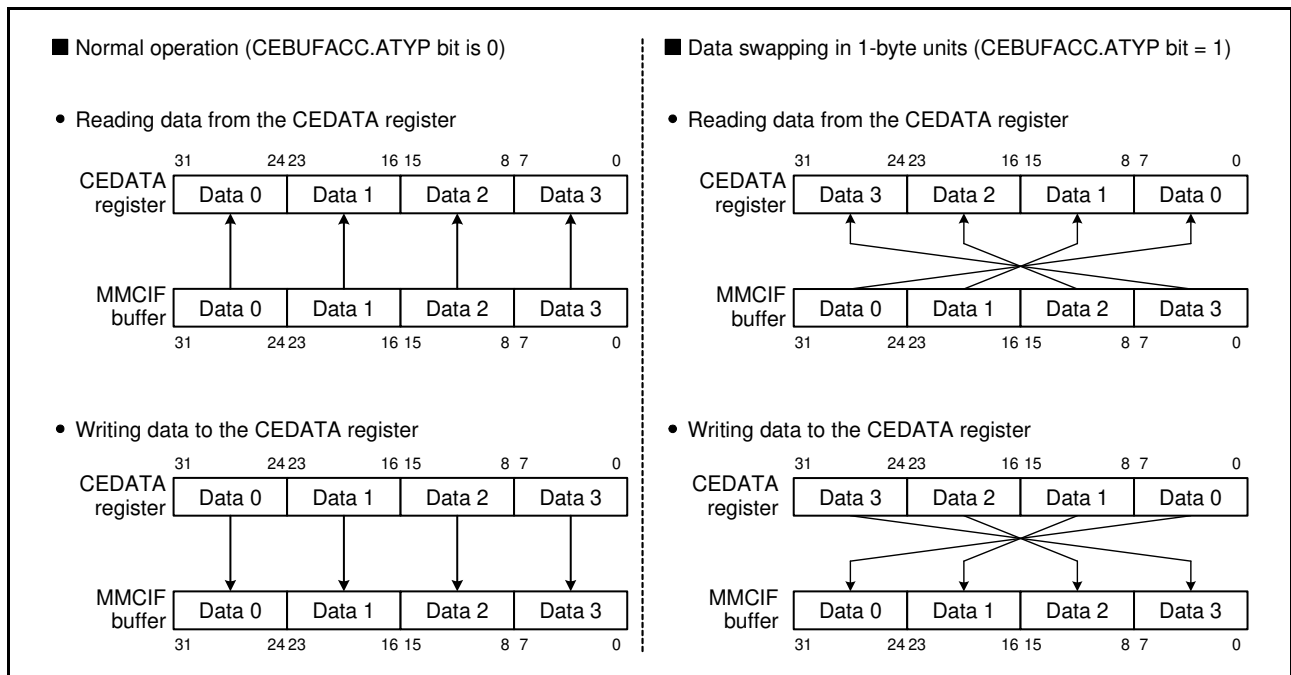 ■ Normal operation (CEBUFACC.ATYP bit is 0)
• Reading data from the CEDATA register
31 24 23 16 15 8 7 0
CEDATA register Data 0 Data 1 Data 2 Data 3
MMCIF buffer Data 0 Data 1 Data 2 Data 3
31 24 23 16 15 8 7 0
• Writing data to the CEDATA register
31 24 23 16 15 8 7 0
CEDATA register Data 0 Data 1 Data 2 Data 3
MMCIF buffer Data 0 Data 1 Data 2 Data 3
31 24 23 16 15 8 7 0
■ Data swapping in 1-byte units (CEBUFACC.ATYP bit = 1)
• Reading data from the CEDATA register
31 24 23 16 15 8 7 0
CEDATA register Data 3 Data 2 Data 1 Data 0
MMCIF buffer Data 0 Data 1 Data 2 Data 3
31 24 23 16 15 8 7 0
• Writing data to the CEDATA register
31 24 23 16 15 8 7 0
CEDATA register Data 3 Data 2 Data 1 Data 0
MMCIF buffer Data 0 Data 1 Data 2 Data 3
31 24 23 16 15 8 7 0